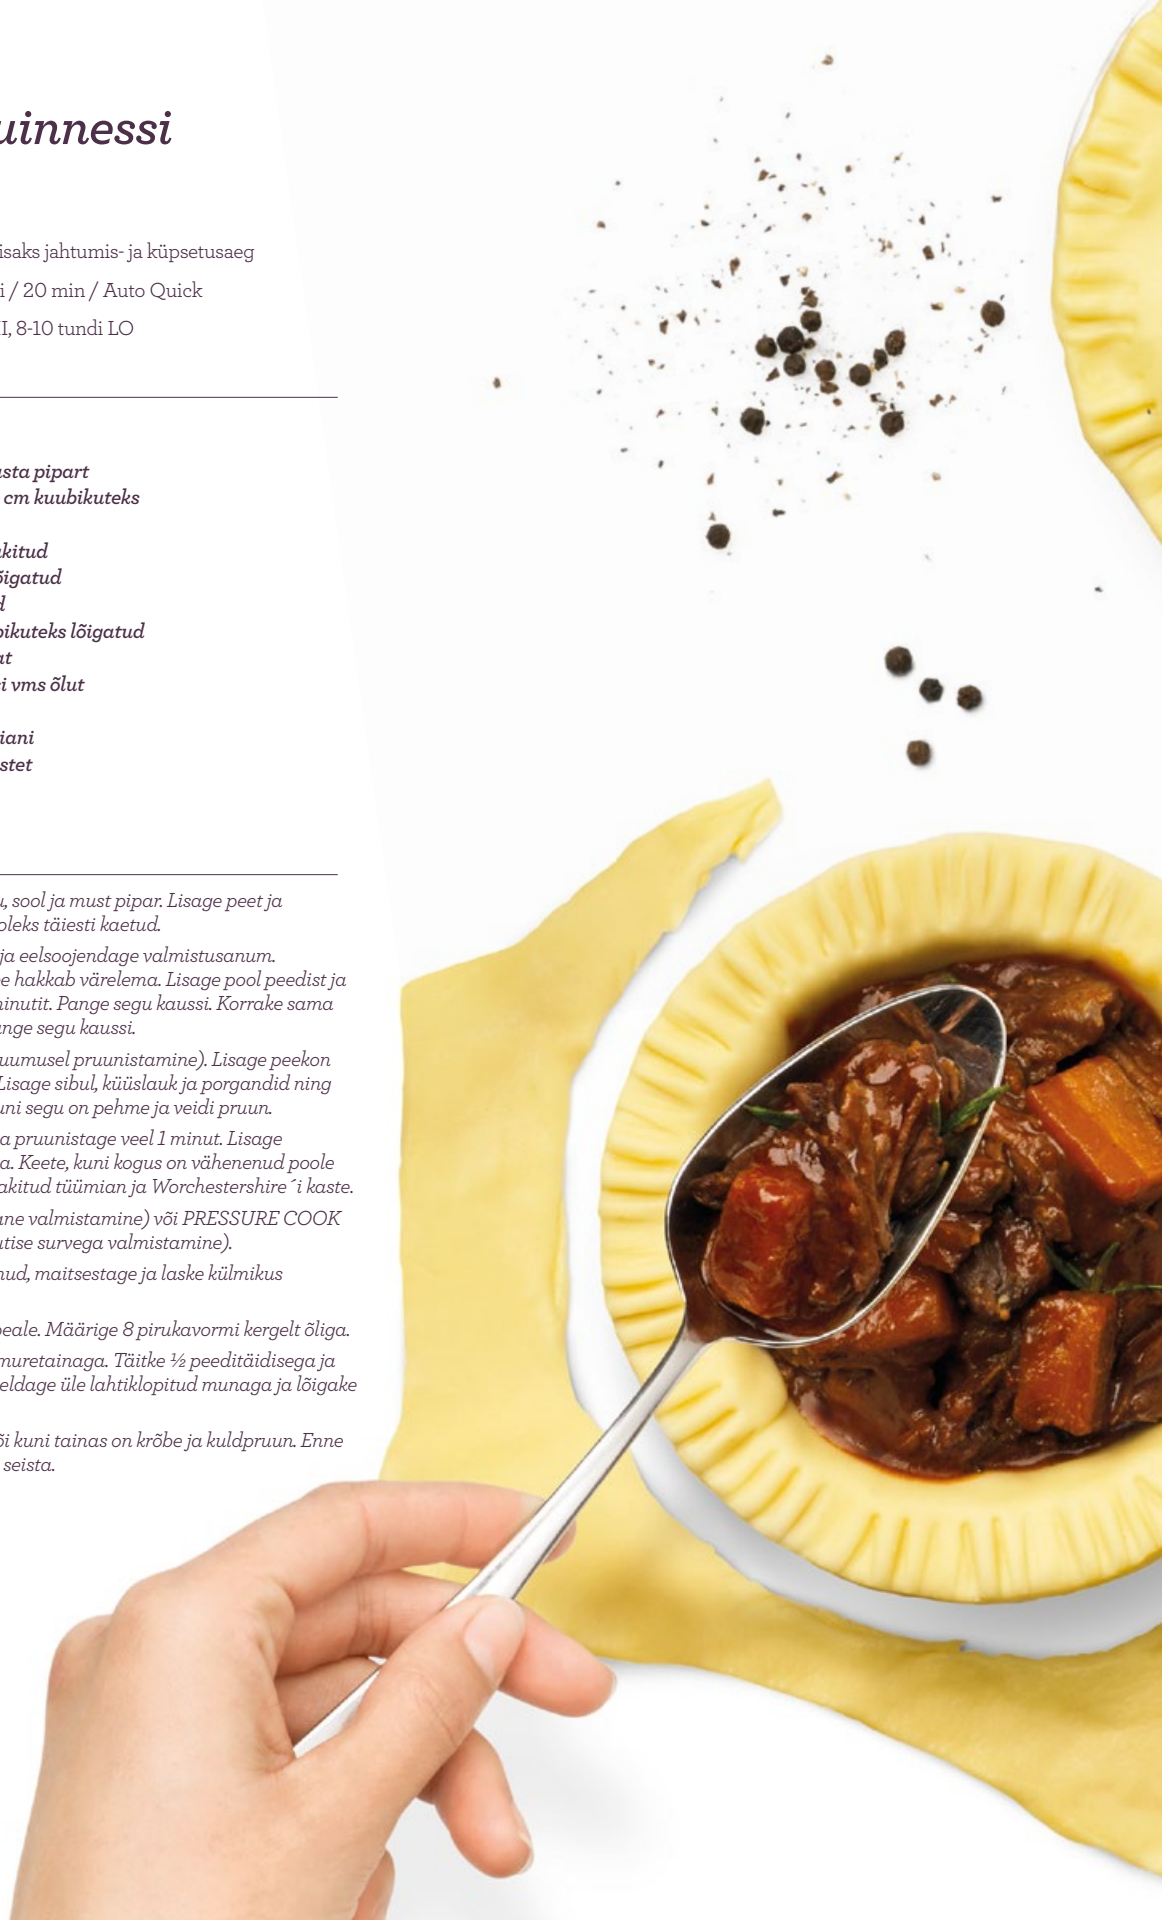 uinnessi
isaks jahtumis- ja küpsetusaeg
i / 20 min / Auto Quick
I, 8-10 tundi LO
sta pipart
cm kuubikuteks
kitud
õigatud
d
bikuteks lõigatud
at
i vms õlut
iani
stet
u, sool ja must pipar. Lisage peet ja
oleks täiesti kaetud.
ja eelsoojendage valmistusanum.
e hakkab värelema. Lisage pool peedist ja
minutit. Pange segu kaussi. Korrake sama
nge segu kaussi.
uumusel pruunistamine). Lisage peekon
Lisage sibul, küüslauk ja porgandid ning
uni segu on pehme ja veidi pruun.
a pruunistage veel 1 minut. Lisage
a. Keete, kuni kogus on vähenenud poole
akitud tüümian ja Worchestershire´i kaste.
ne valmistamine) või PRESSURE COOK
utise survega valmistamine).
nud, maitsestage ja laske külmikus
peale. Määrige 8 pirukavormi kergelt õliga.
muretainaga. Täitke ½ peeditäidisega ja
eldage üle lahtiklopitud munaga ja lõigake
õi kuni tainas on krõbe ja kuldpruun. Enne
seista.